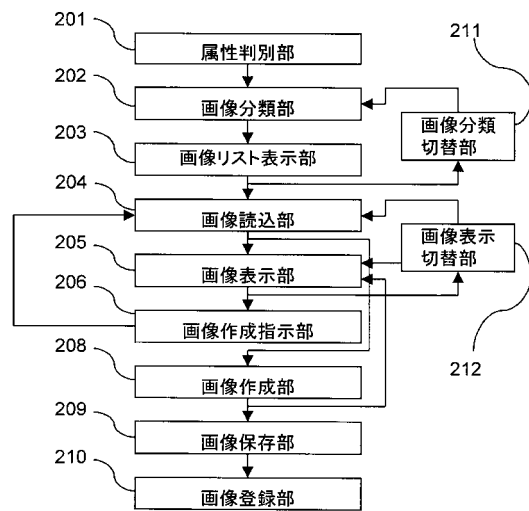 201
属性判別部
202
画像分類部
203
画像リスト表示部
204
画像読込部
205
画像表示部
206
画像作成指示部
208
画像作成部
209
画像保存部
210
画像登録部
211
画像分類
切替部
画像表示
切替部
212